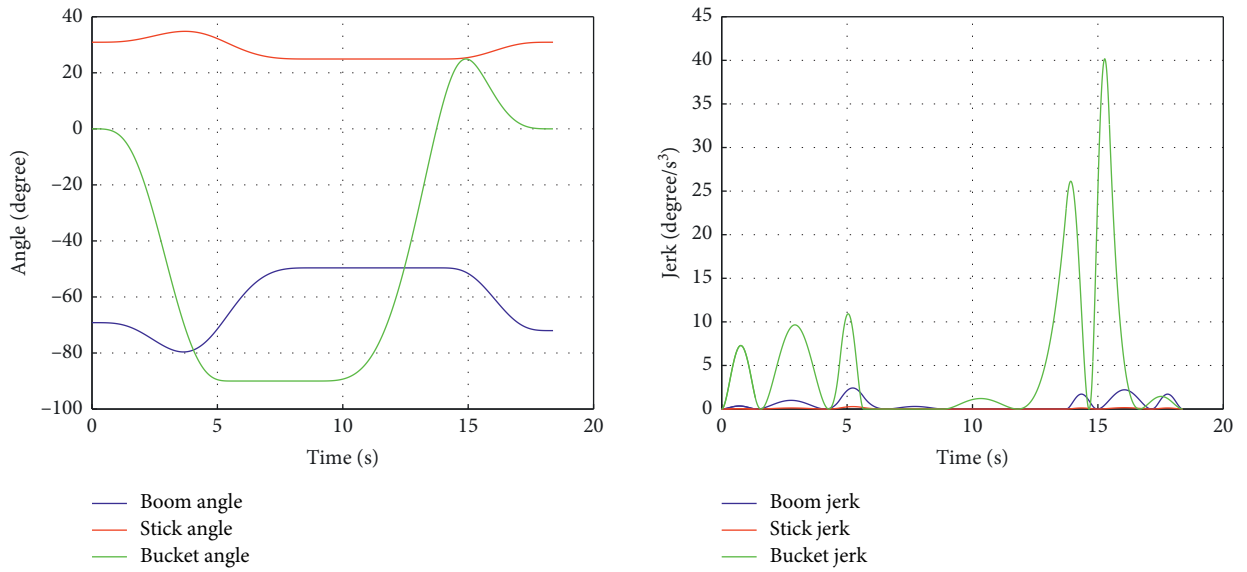 40
20
0
−20
−40
−60
−80
−100
Angle (degree)
0
5
10
15
20
Time (s)
Boom angle
Stick angle
Bucket angle
45
40
35
30
25
20
15
10
5
0
Jerk (degree/s³)
0
5
10
15
20
Time (s)
Boom jerk
Stick jerk
Bucket jerk